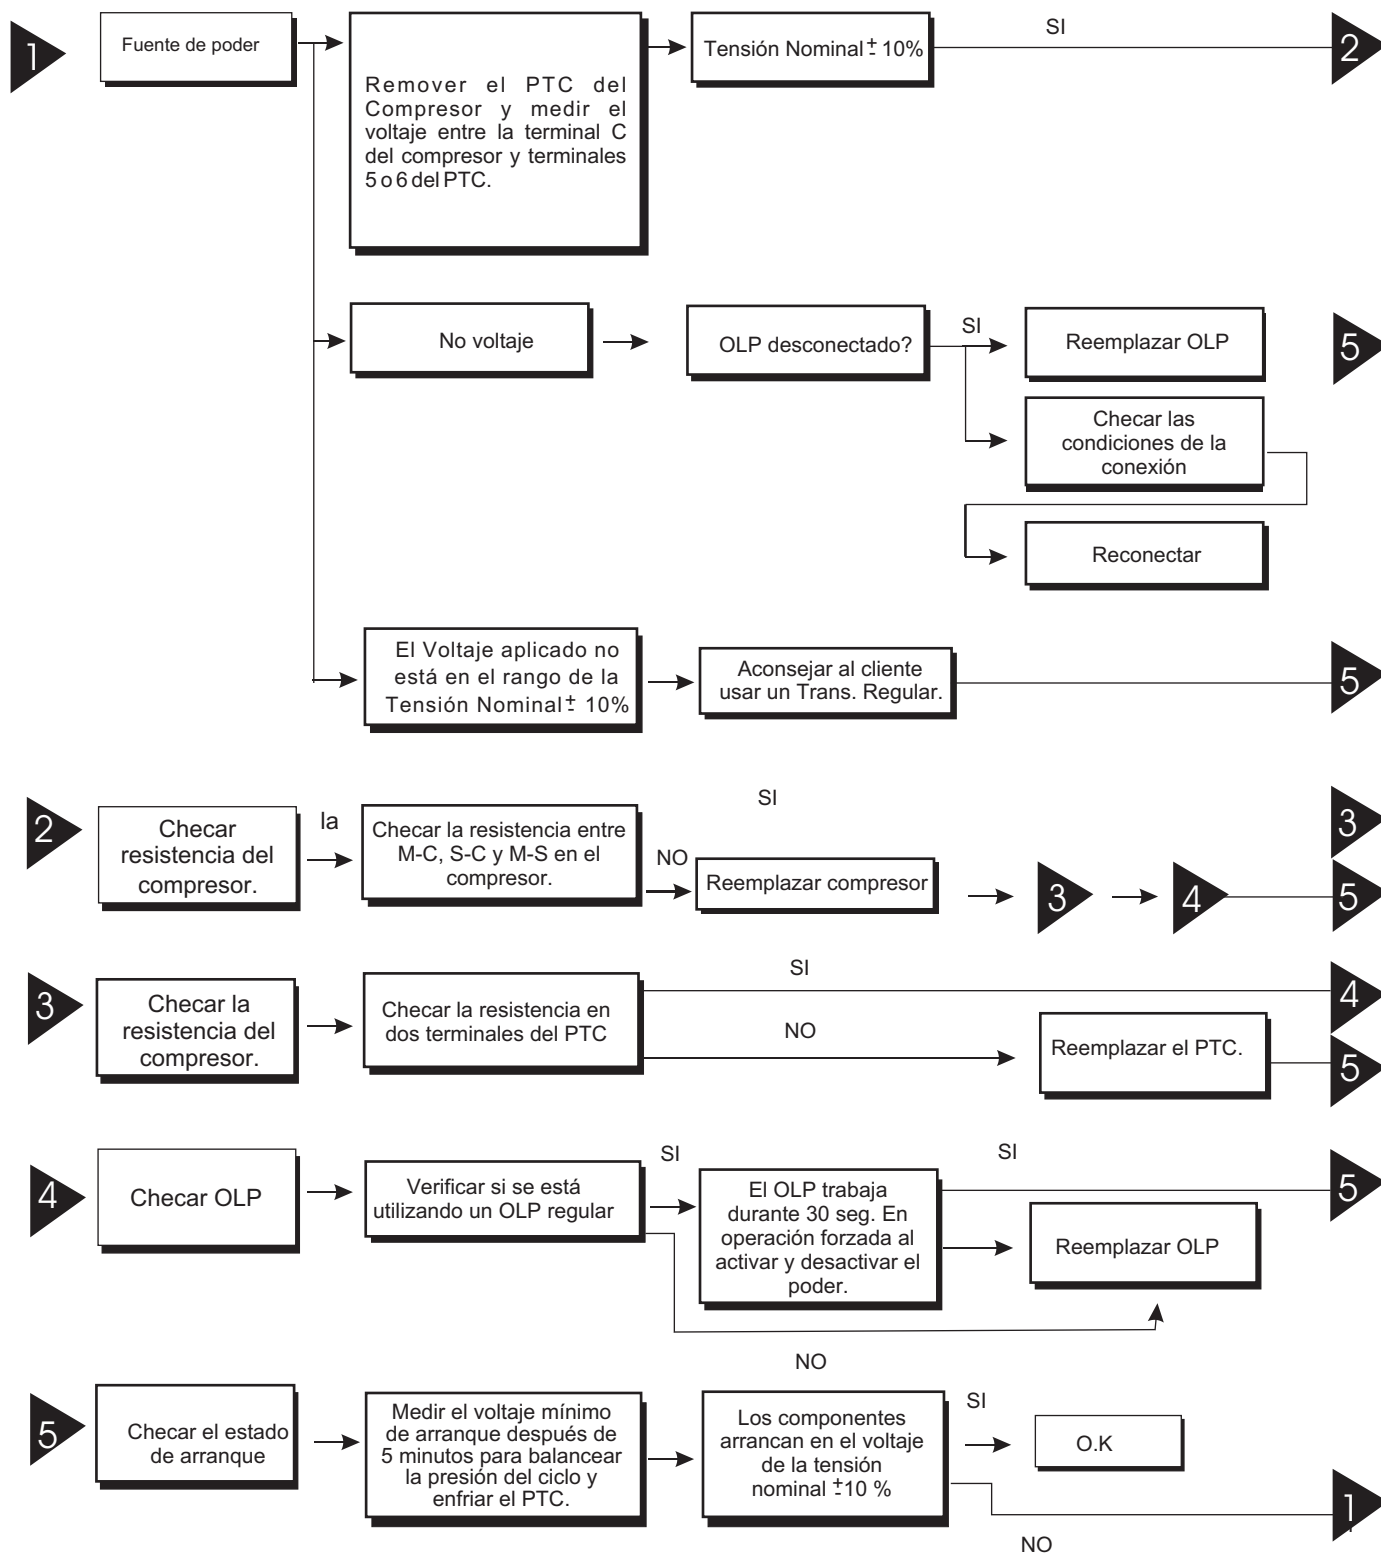 1
Fuente de poder
Remover el PTC del
Compresor y medir el
voltaje entre la terminal C
del compresor y terminales
5 o 6 del PTC.
Tensión Nominal ± 10%
SI
2
No voltaje
OLP desconectado?
SI
Reemplazar OLP
5
Checar las
condiciones de la
conexión
Reconectar
El Voltaje aplicado no
está en el rango de la
Tensión Nominal ± 10%
Aconsejar al cliente
usar un Trans. Regular.
5
2
Checar la
resistencia del
compresor.
Checar la resistencia entre
M-C, S-C y M-S en el
compresor.
SI
3
NO
Reemplazar compresor
3
4
5
3
Checar la
resistencia del
compresor.
Checar la resistencia en
dos terminales del PTC
SI
4
NO
Reemplazar el PTC.
5
4
Checar OLP
Verificar si se está
utilizando un OLP regular
SI
El OLP trabaja
durante 30 seg. En
operación forzada al
activar y desactivar el
poder.
SI
5
Reemplazar OLP
NO
5
Checar el estado
de arranque
Medir el voltaje mínimo
de arranque después de
5 minutos para balancear
la presión del ciclo y
enfriar el PTC.
Los componentes
arrancan en el voltaje
de la tensión
nominal ±10 %
SI
O.K
NO
1